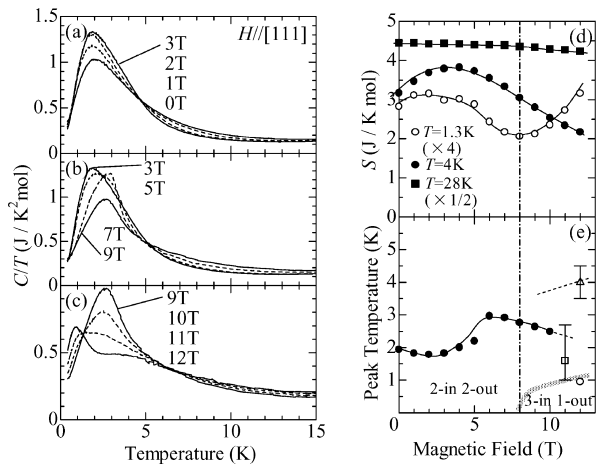 (a)
H//[111]
3T
2T
1T
0T
1.5
1
0.5
(b)
3T
5T
7T
9T
1
0.5
0
(c)
9T
10T
11T
12T
0.5
0
0
5
10
15
C/T (J / K²mol)
Temperature (K)
(d)
5
4
3
2
1
0
S (J / K mol)
T=1.3K
(×4)
T=4K
T=28K
(×1/2)
(e)
4
3
2
1
0
Peak Temperature (K)
2-in 2-out
3-in 1-out
0
5
10
Magnetic Field (T)